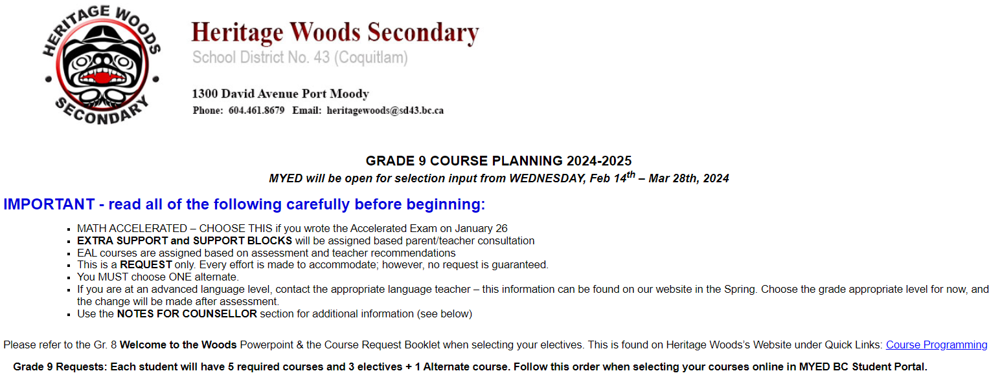 HERITAGE WOODS
SECONDARY
Heritage Woods Secondary
School District No. 43 (Coquitlam)
1300 David Avenue Port Moody
Phone: 604.461.8679 Email: heritagewoods@sd43.bc.ca
GRADE 9 COURSE PLANNING 2024-2025
MYED will be open for selection input from WEDNESDAY, Feb 14th – Mar 28th, 2024
IMPORTANT - read all of the following carefully before beginning:
▪ MATH ACCELERATED – CHOOSE THIS if you wrote the Accelerated Exam on January 26
▪ EXTRA SUPPORT and SUPPORT BLOCKS will be assigned based parent/teacher consultation
▪ EAL courses are assigned based on assessment and teacher recommendations
▪ This is a REQUEST only. Every effort is made to accommodate; however, no request is guaranteed.
▪ You MUST choose ONE alternate.
▪ If you are at an advanced language level, contact the appropriate language teacher – this information can be found on our website in the Spring. Choose the grade appropriate level for now, and
the change will be made after assessment.
▪ Use the NOTES FOR COUNSELLOR section for additional information (see below)
Please refer to the Gr. 8 Welcome to the Woods Powerpoint & the Course Request Booklet when selecting your electives. This is found on Heritage Woods's Website under Quick Links: Course Programming
Grade 9 Requests: Each student will have 5 required courses and 3 electives + 1 Alternate course. Follow this order when selecting your courses online in MYED BC Student Portal.